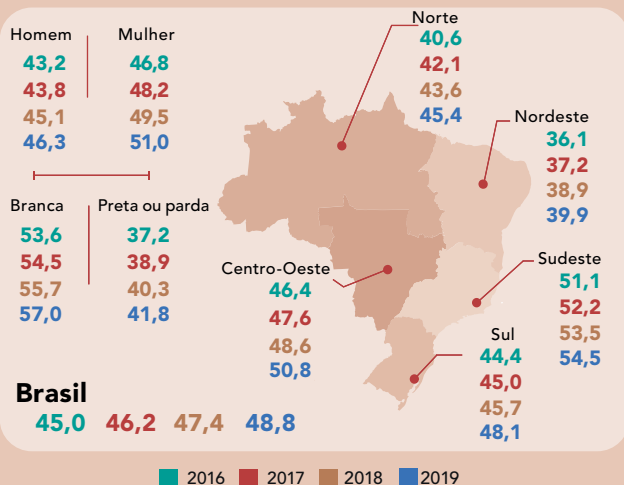 Homem Mulher
43,2 46,8
43,8 48,2
45,1 49,5
46,3 51,0
Branca Preta ou parda
53,6 37,2
54,5 38,9
55,7 40,3
57,0 41,8
Norte
40,6
42,1
43,6
45,4
Nordeste
36,1
37,2
38,9
39,9
Centro-Oeste
46,4
47,6
48,6
50,8
Sudeste
51,1
52,2
53,5
54,5
Sul
44,4
45,0
45,7
48,1
Brasil
45,0 46,2 47,4 48,8
2016 2017 2018 2019